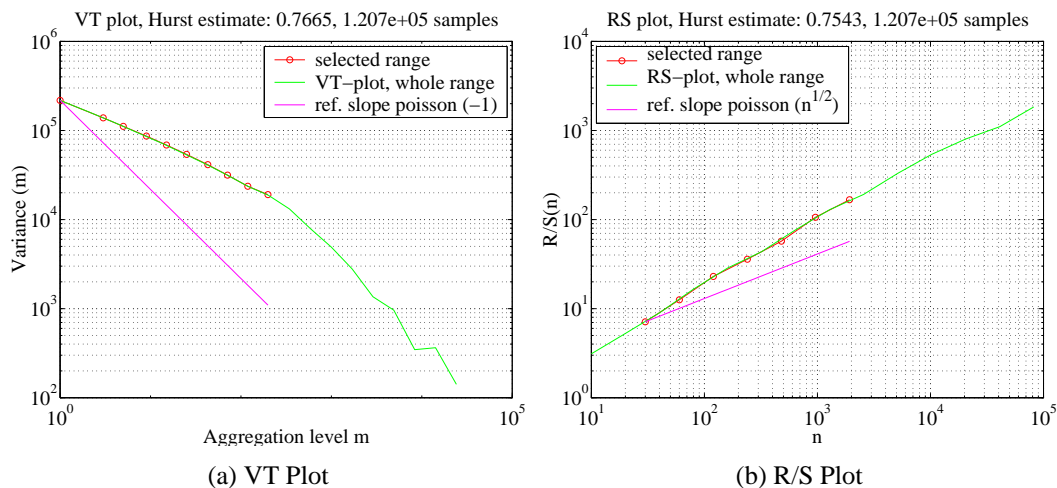 VT plot, Hurst estimate: 0.7665, 1.207e+05 samples
10^6
10^5
10^4
10^3
10^2
Variance (m)
selected range
VT−plot, whole range
ref. slope poisson (−1)
10^0
10^5
Aggregation level m
(a) VT Plot
RS plot, Hurst estimate: 0.7543, 1.207e+05 samples
10^4
10^3
10^2
10^1
10^0
R/S(n)
selected range
RS−plot, whole range
ref. slope poisson (n^1/2)
10^1
10^2
10^3
10^4
10^5
n
(b) R/S Plot